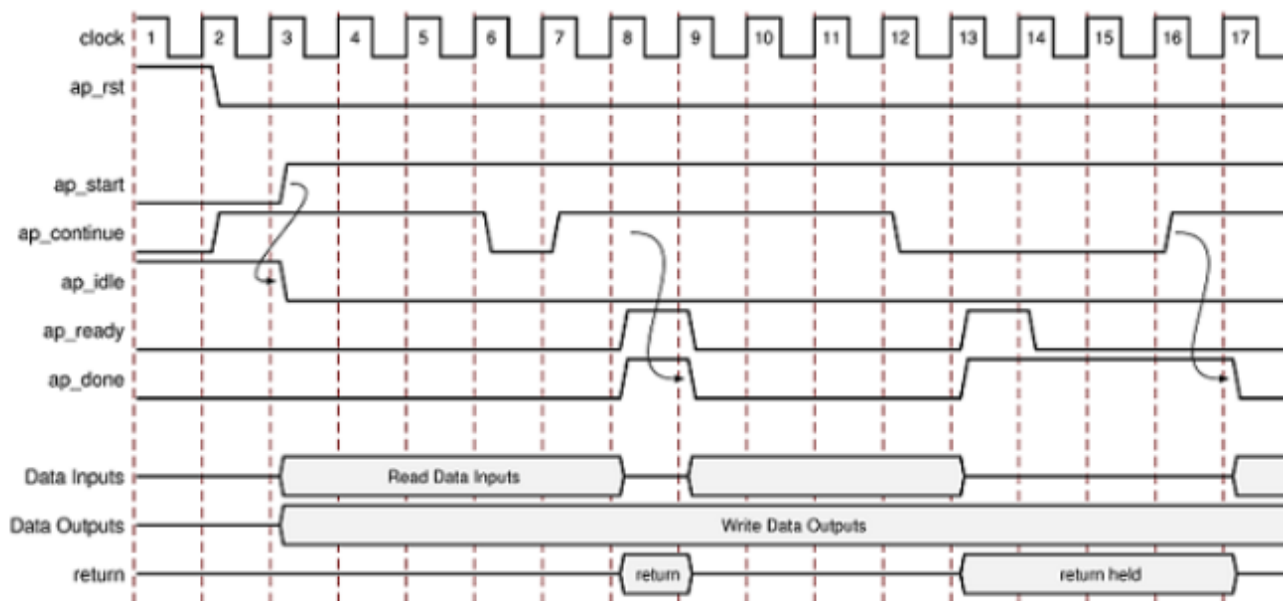 clock 1 2 3 4 5 6 7 8 9 10 11 12 13 14 15 16 17
ap_rst
ap_start
ap_continue
ap_idle
ap_ready
ap_done
Data Inputs Read Data Inputs
Data Outputs Write Data Outputs
return return return held